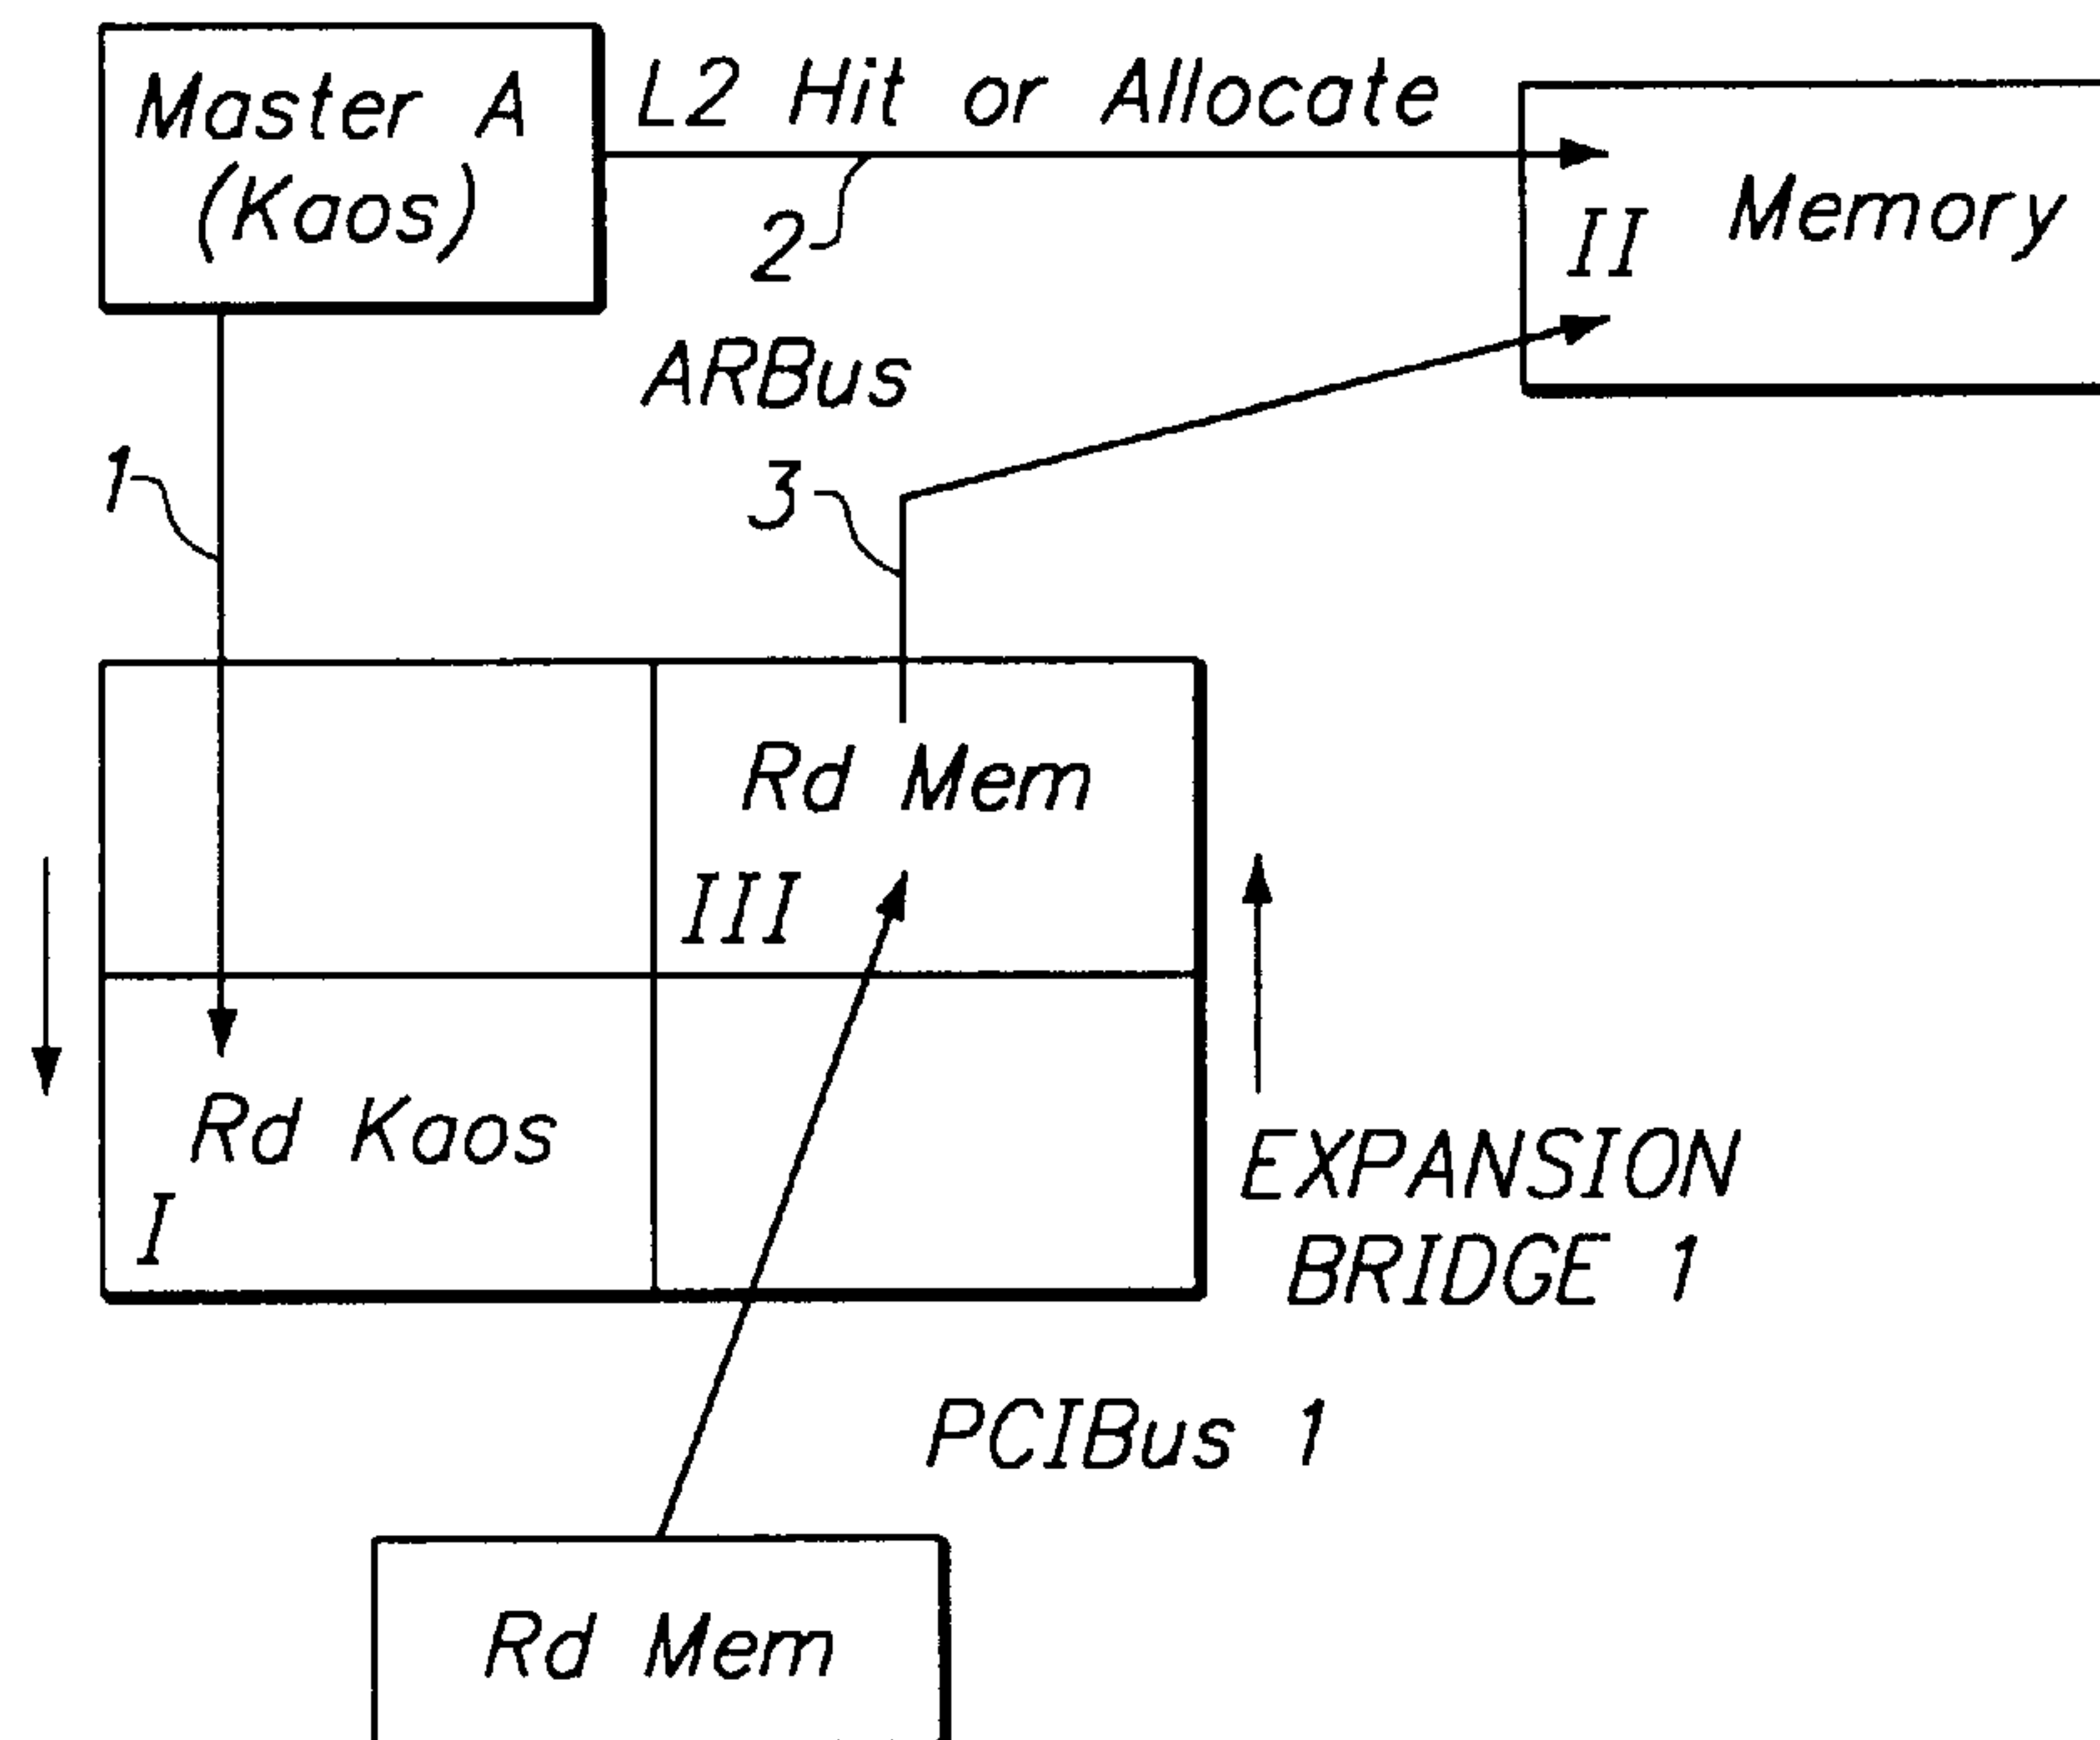 Master A
(Kaos)
L2 Hit or Allocate
2
II
Memory
ARBus
1
3
Rd Mem
III
Rd Kaos
I
EXPANSION
BRIDGE 1
PCIBus 1
Rd Mem